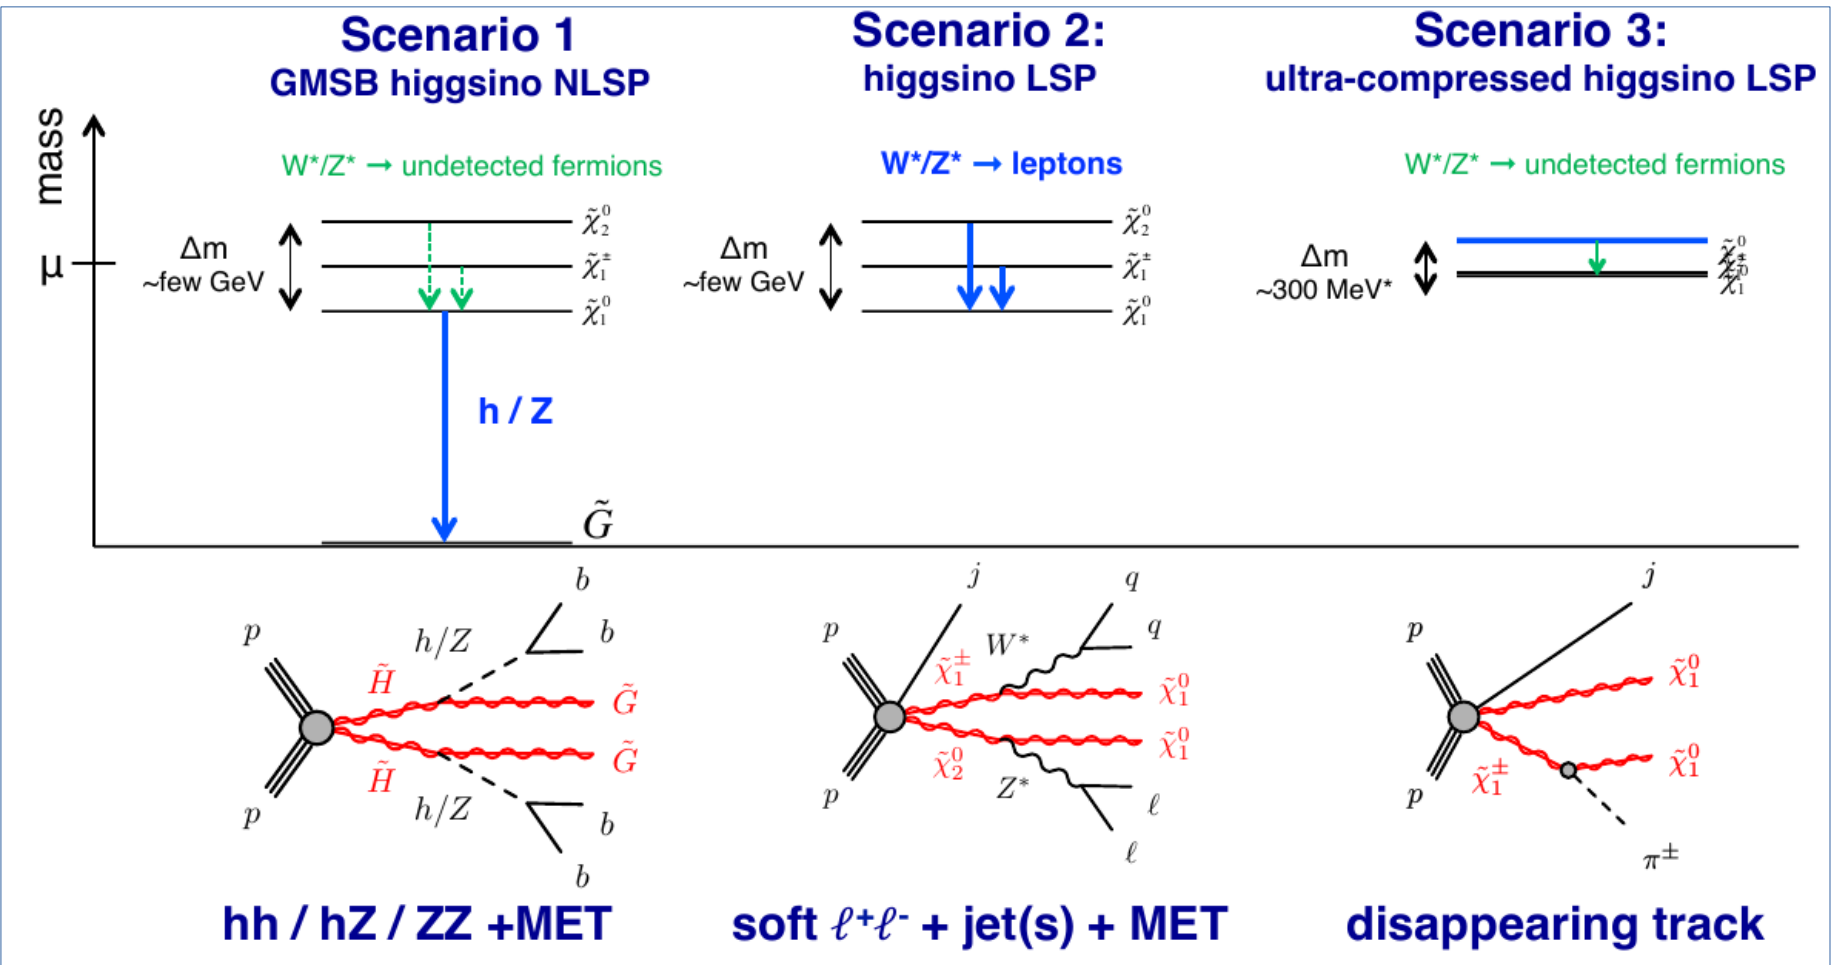 Scenario 1
GMSB higgsino NLSP
Scenario 2:
higgsino LSP
Scenario 3:
ultra-compressed higgsino LSP
mass
μ
W*/Z* → undetected fermions
Δm
~few GeV
χ̃₂⁰
χ̃₁±
χ̃₁⁰
h / Z
G̃
W*/Z* → leptons
Δm
~few GeV
χ̃₂⁰
χ̃₁±
χ̃₁⁰
W*/Z* → undetected fermions
Δm
~300 MeV*
p
p
H̃
H̃
h/Z
h/Z
b
b
G̃
G̃
b
b
hh / hZ / ZZ +MET
p
p
j
χ̃₁±
χ̃₂⁰
W*
Z*
q
q
χ̃₁⁰
χ̃₁⁰
ℓ
ℓ
soft ℓ⁺ℓ⁻ + jet(s) + MET
p
p
j
χ̃₁⁰
χ̃₁±
χ̃₁⁰
π±
disappearing track